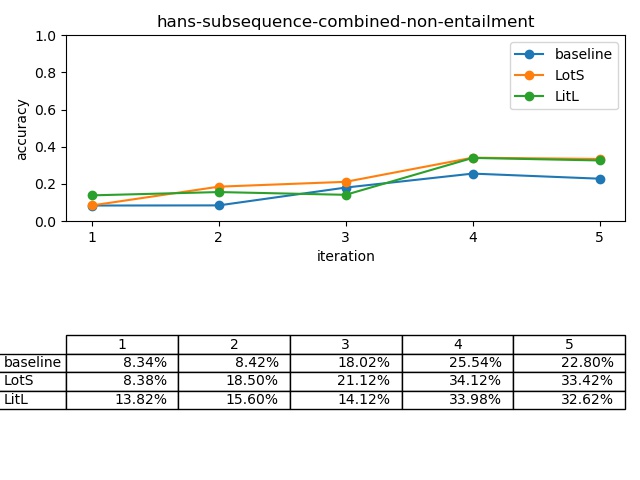 hans-subsequence-combined-non-entailment
1.0
0.8
0.6
0.4
0.2
0.0
accuracy
baseline
LotS
LitL
1 2 3 4 5
iteration
1 2 3 4 5
baseline 8.34% 8.42% 18.02% 25.54% 22.80%
LotS 8.38% 18.50% 21.12% 34.12% 33.42%
LitL 13.82% 15.60% 14.12% 33.98% 32.62%